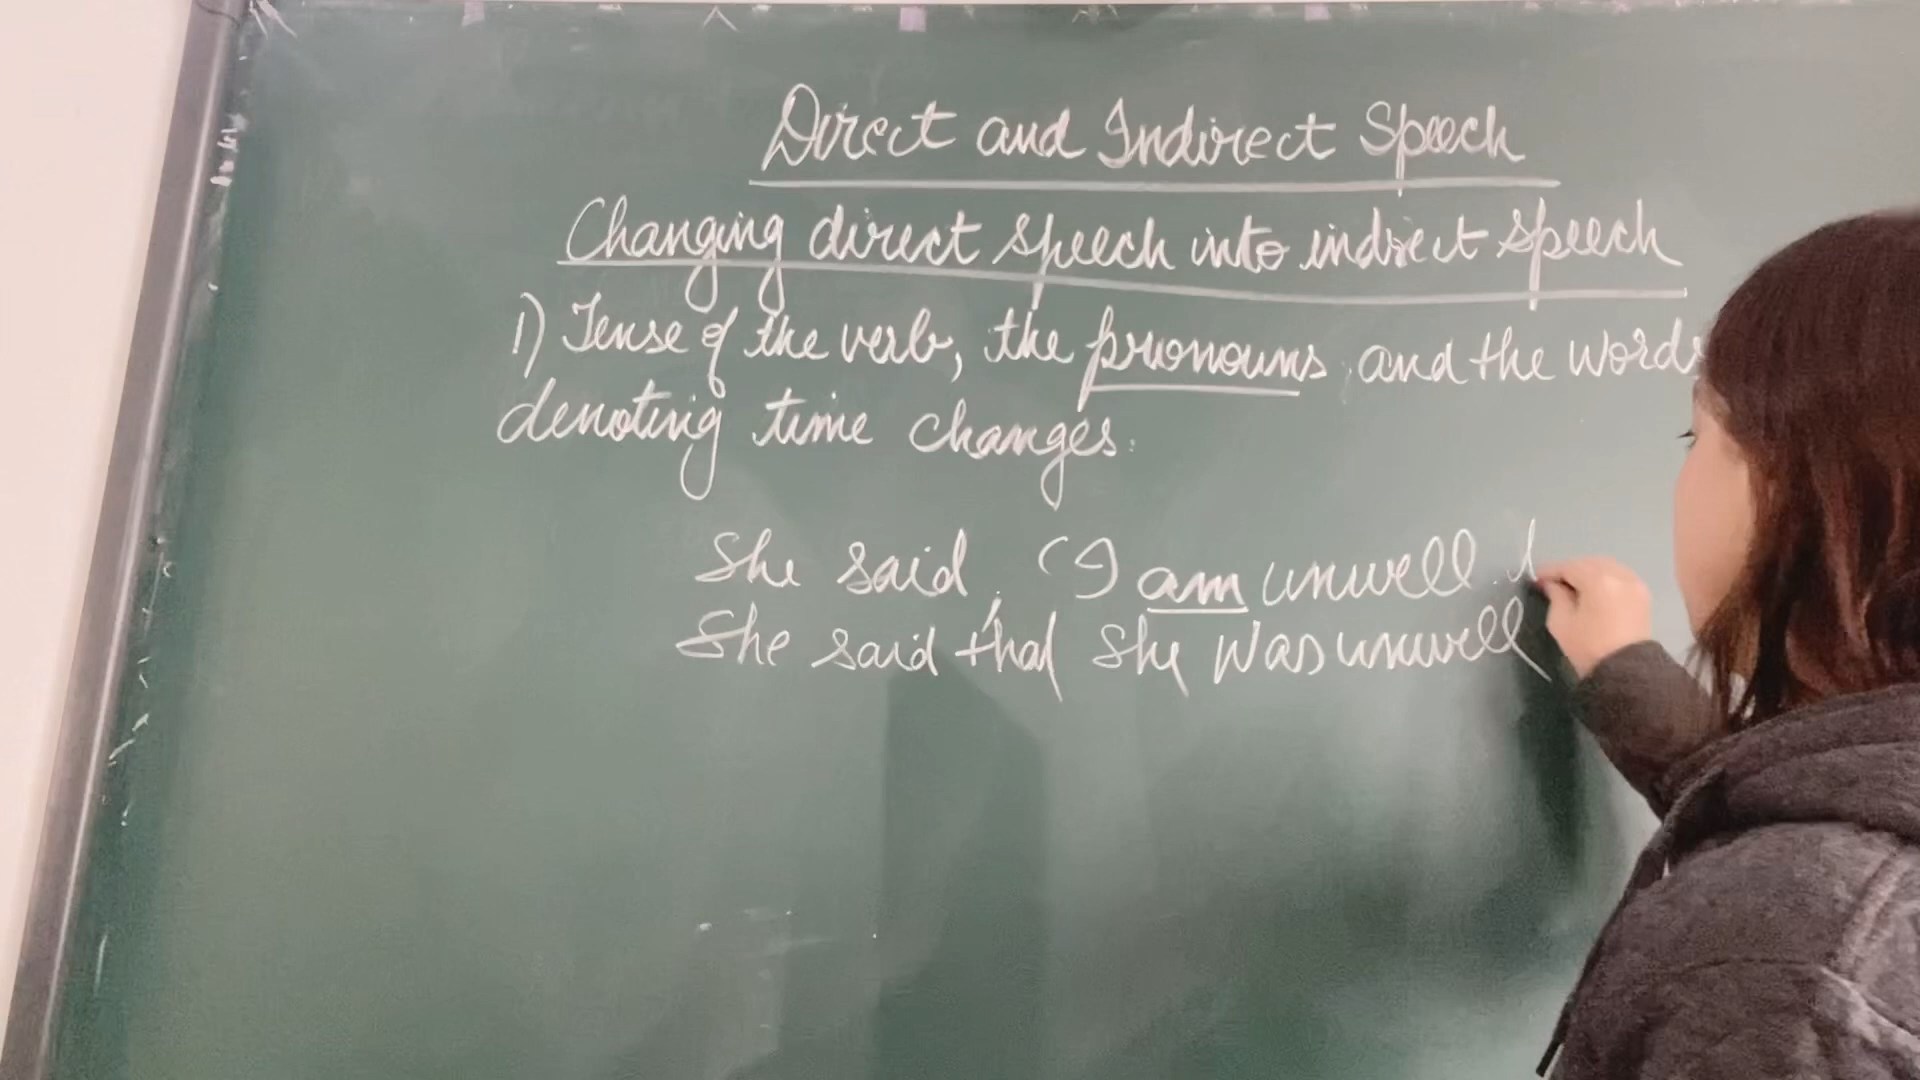 Direct and Indirect Speech
Changing direct speech into indirect speech
1) Tense of the verb, the pronouns, and the words
denoting time changes.
She said, "I am unwell."
She said that she was unwell